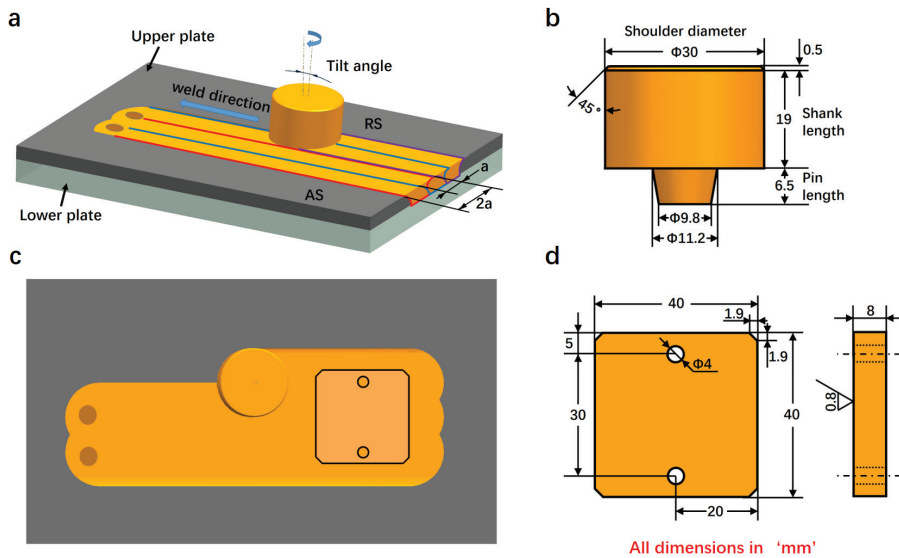 a
Upper plate
Tilt angle
weld direction
RS
AS
Lower plate
a
2a
b
Shoulder diameter
Φ30
0.5
45°
19
Shank
length
6.5
Pin
length
Φ9.8
Φ11.2
c
d
40
1.9
1.9
5
Φ4
30
40
20
8
0.8
All dimensions in ‘mm’